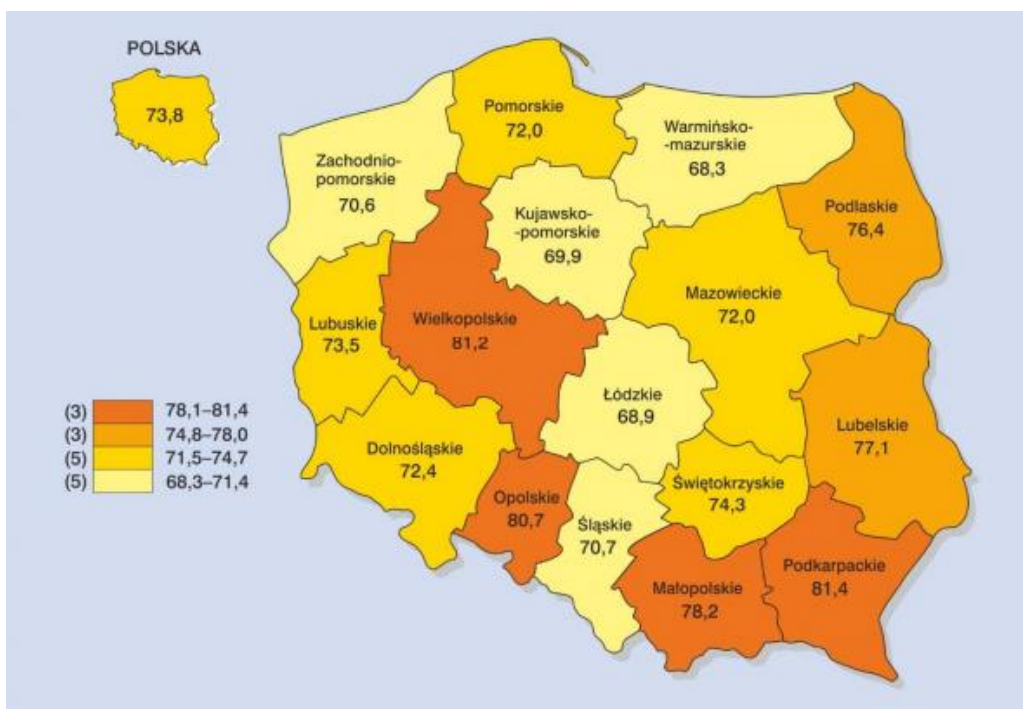 POLSKA
73,8
Pomorskie
72,0
Warmińsko-
-mazurskie
68,3
Zachodnio-
pomorskie
70,6
Kujawsko-
-pomorskie
69,9
Podlaskie
76,4
Mazowieckie
72,0
Lubuskie
73,5
Wielkopolskie
81,2
Łódzkie
68,9
Lubelskie
77,1
Dolnośląskie
72,4
Opolskie
80,7
Śląskie
70,7
Świętokrzyskie
74,3
Małopolskie
78,2
Podkarpackie
81,4
(3) 78,1–81,4
(3) 74,8–78,0
(5) 71,5–74,7
(5) 68,3–71,4